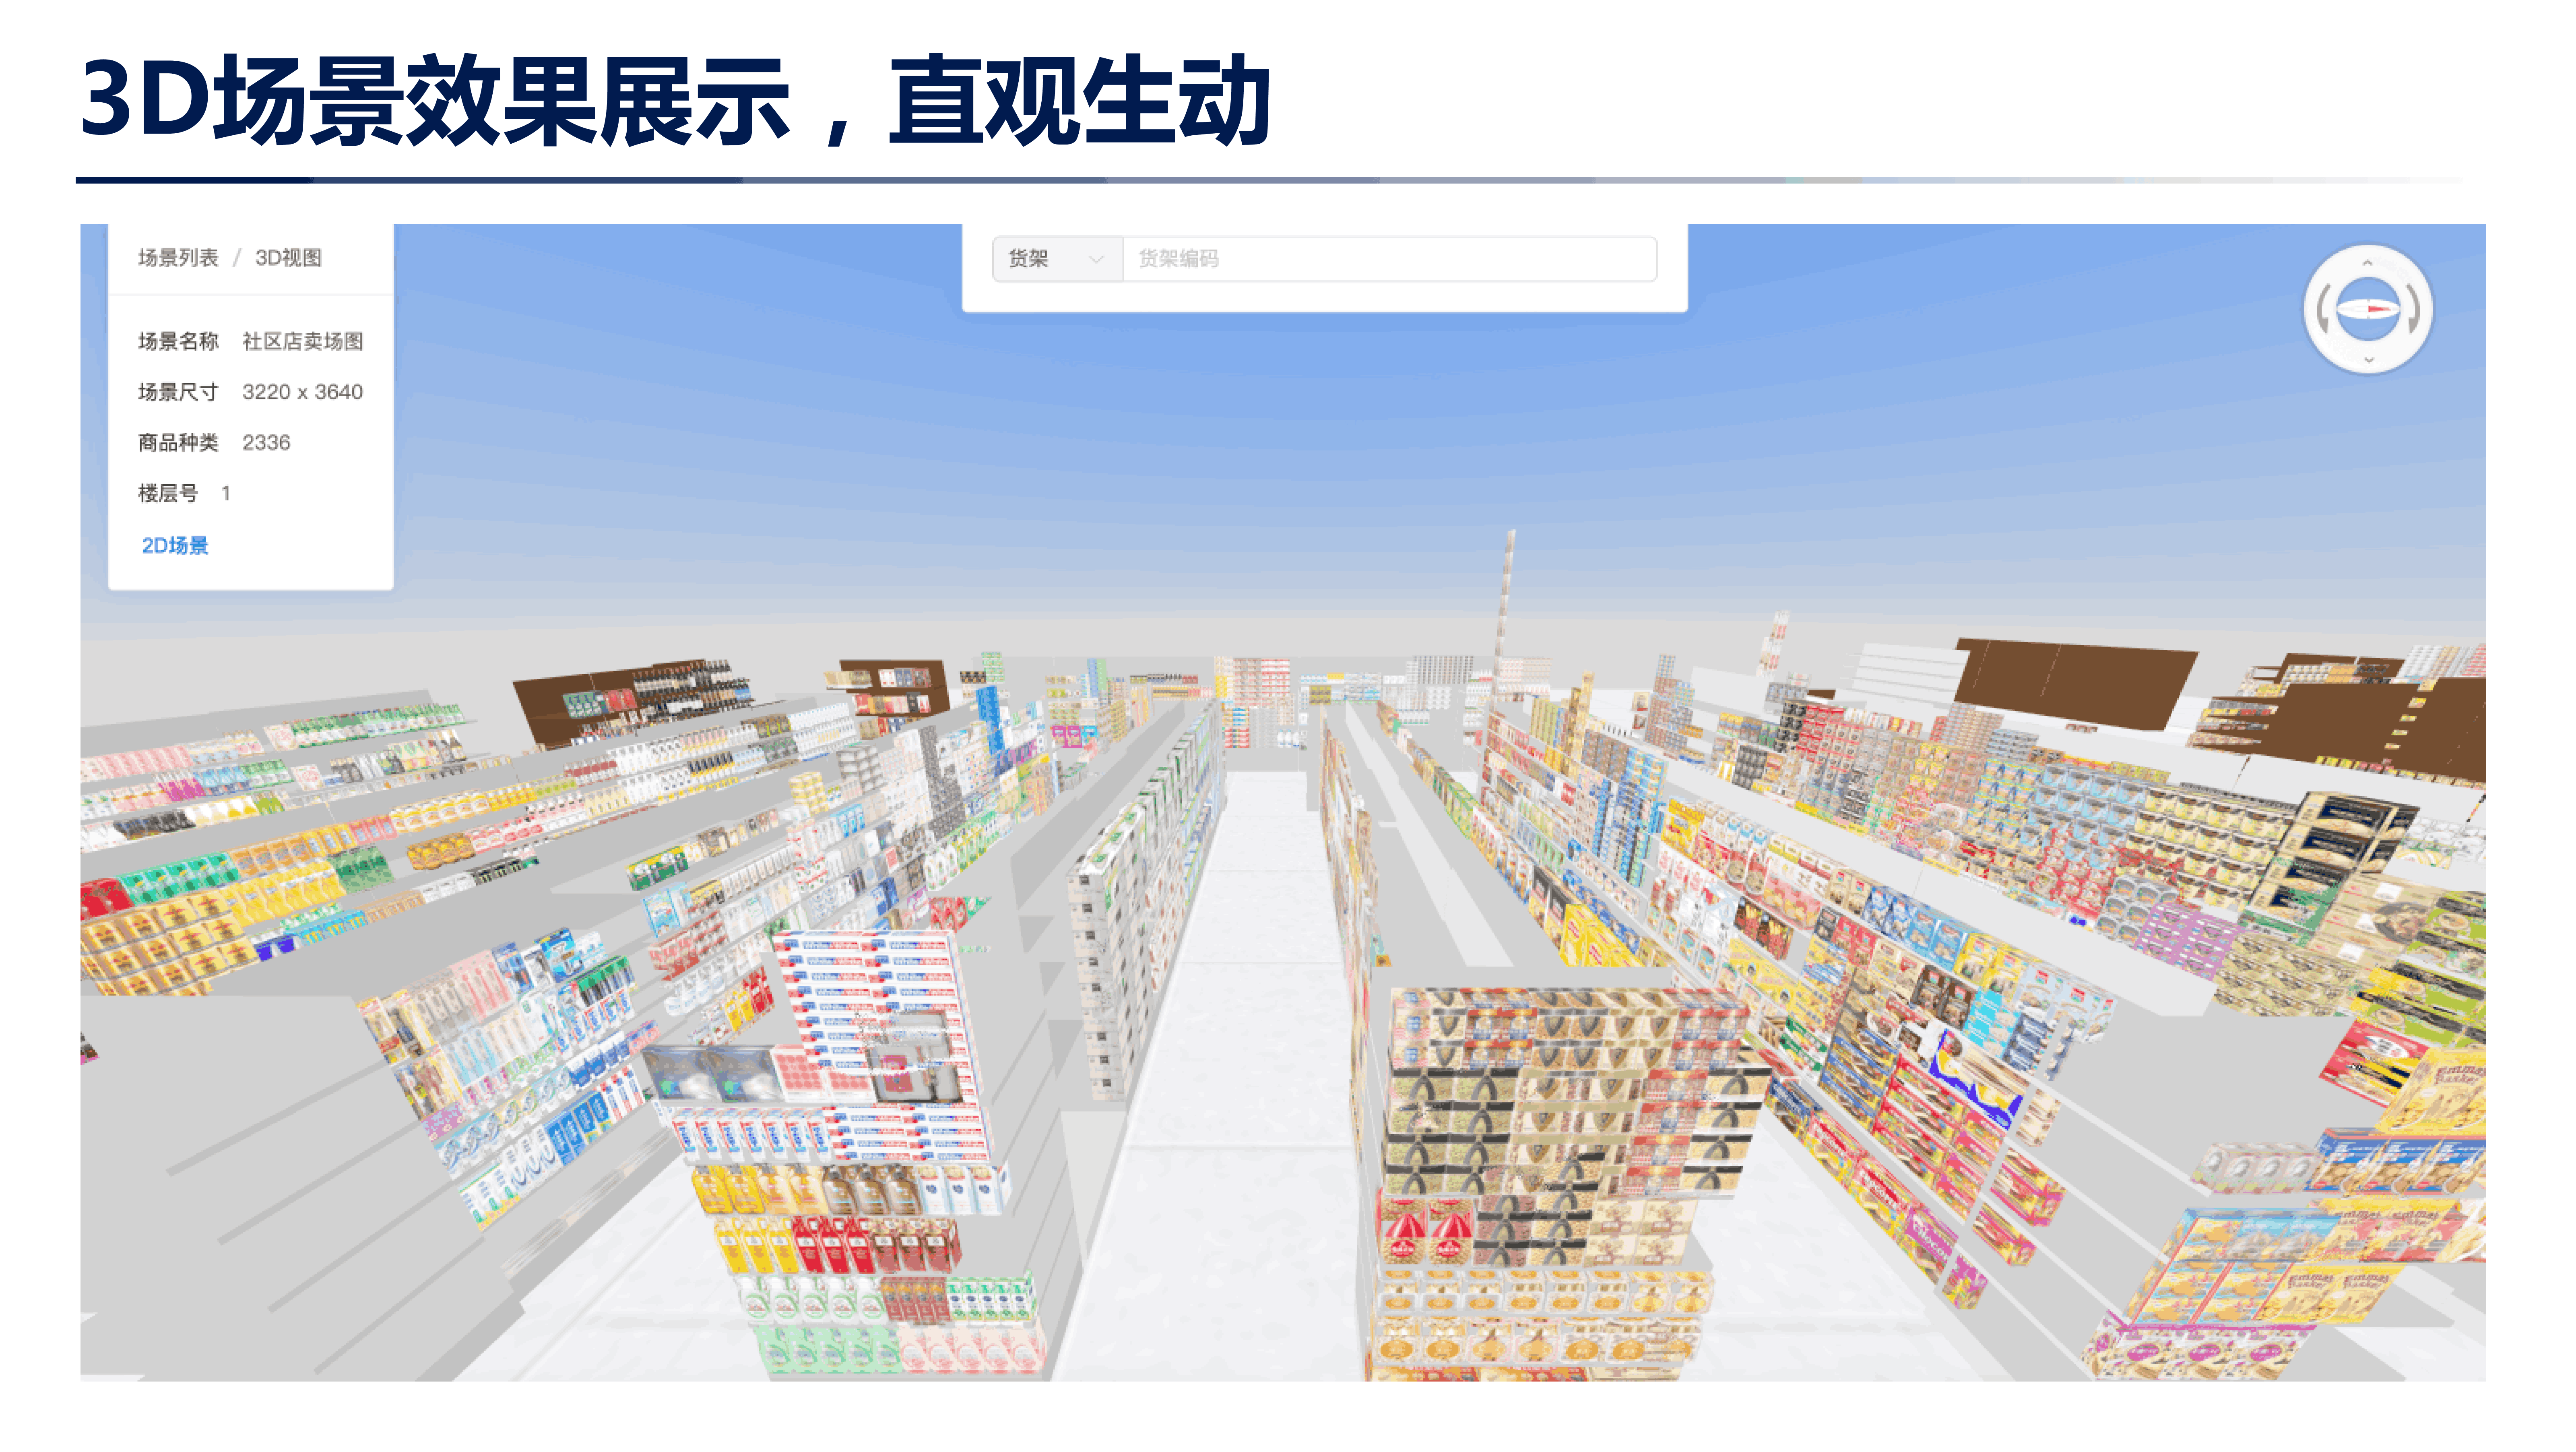 3D场景效果展示，直观生动
场景列表 / 3D视图
货架 货架编码
场景名称 社区店卖场图
场景尺寸 3220 x 3640
商品种类 2336
楼层号 1
2D场景